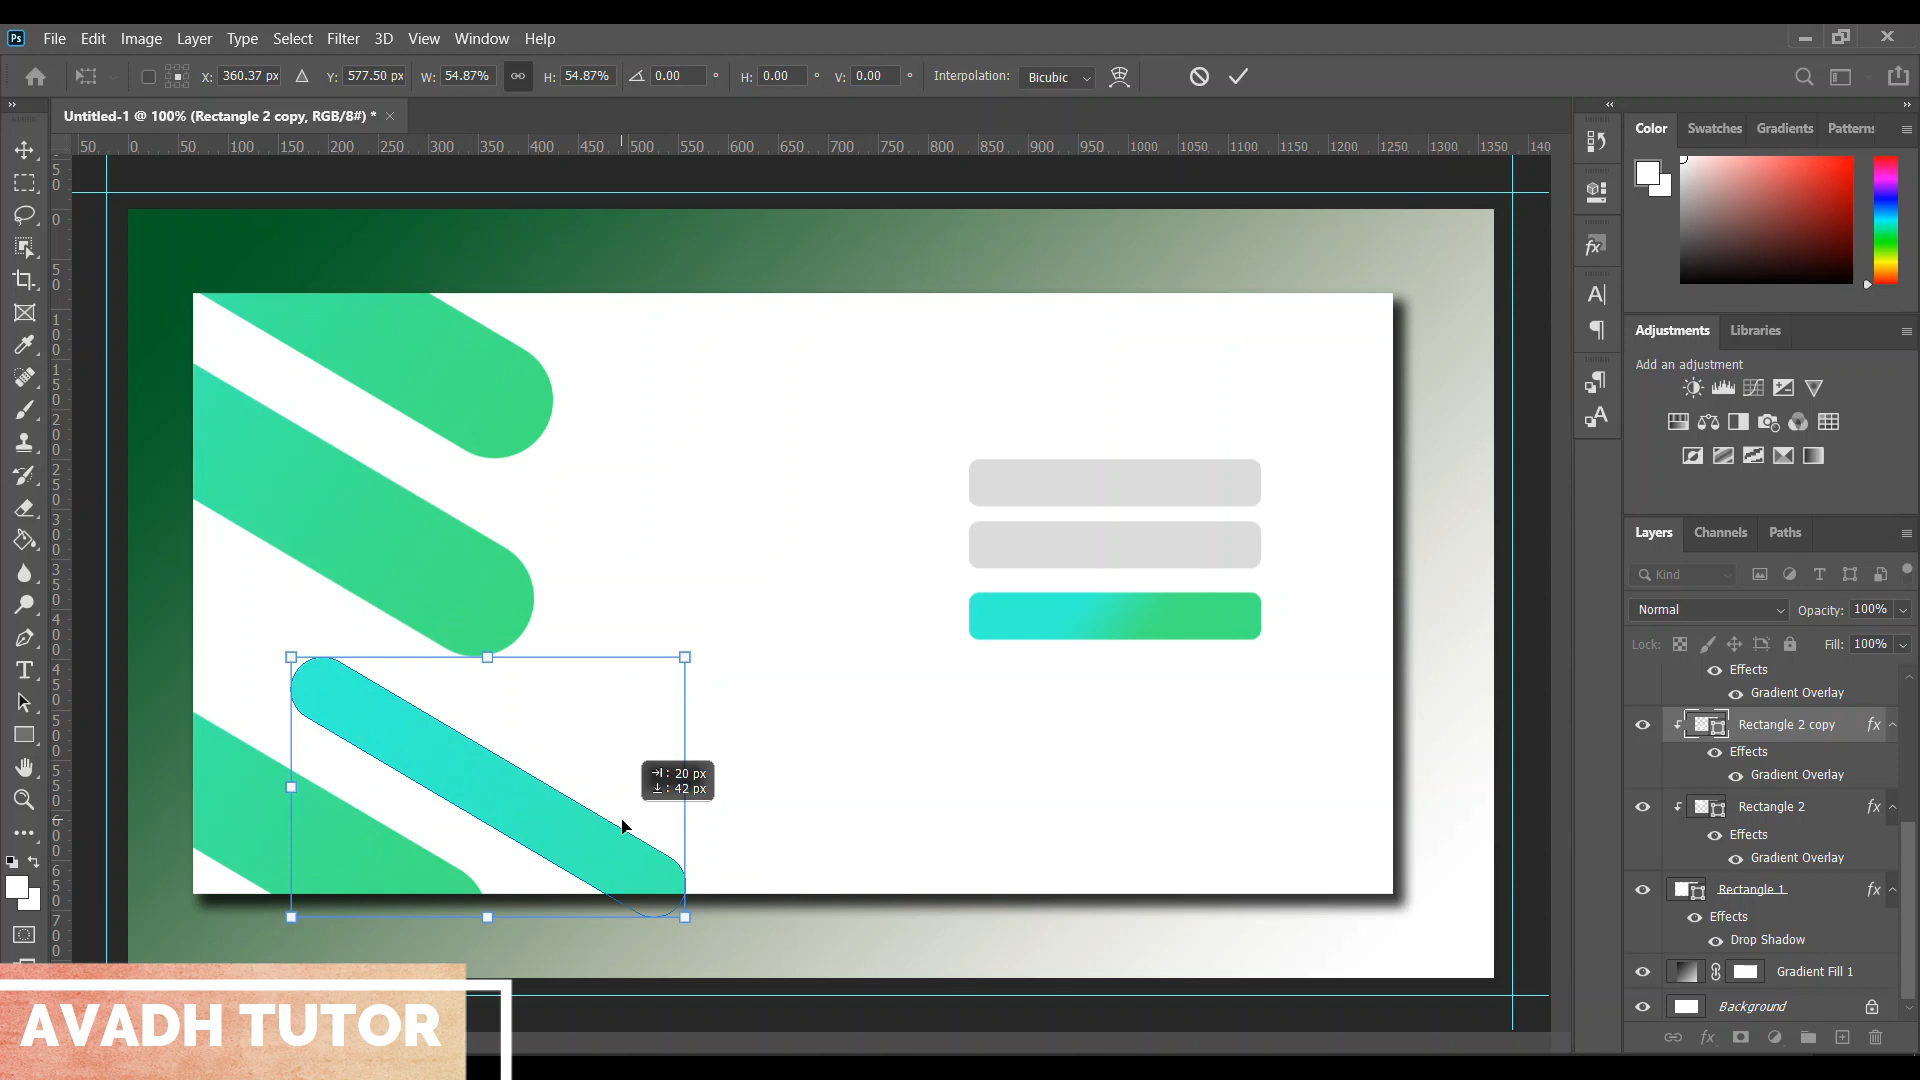 Ps File Edit Image Layer Type Select Filter 3D View Window Help
X: 360.37 px Y: 577.50 px W: 54.87% H: 54.87% 0.00 ° H: 0.00 ° V: 0.00 ° Interpolation: Bicubic
Untitled-1 @ 100% (Rectangle 2 copy, RGB/8#) *
50 0 50 100 150 200 250 300 350 400 450 500 550 600 650 700 750 800 850 900 950 1000 1050 1100 1150 1200 1250 1300 1350 140
Color Swatches Gradients Patterns
Adjustments Libraries
Add an adjustment
Layers Channels Paths
Kind
Normal Opacity: 100%
Lock: Fill: 100%
Effects
Gradient Overlay
Rectangle 2 copy fx
Effects
Gradient Overlay
Rectangle 2 fx
Effects
Gradient Overlay
Rectangle 1 fx
Effects
Drop Shadow
Gradient Fill 1
Background
: 20 px
: 42 px
AVADH TUTOR